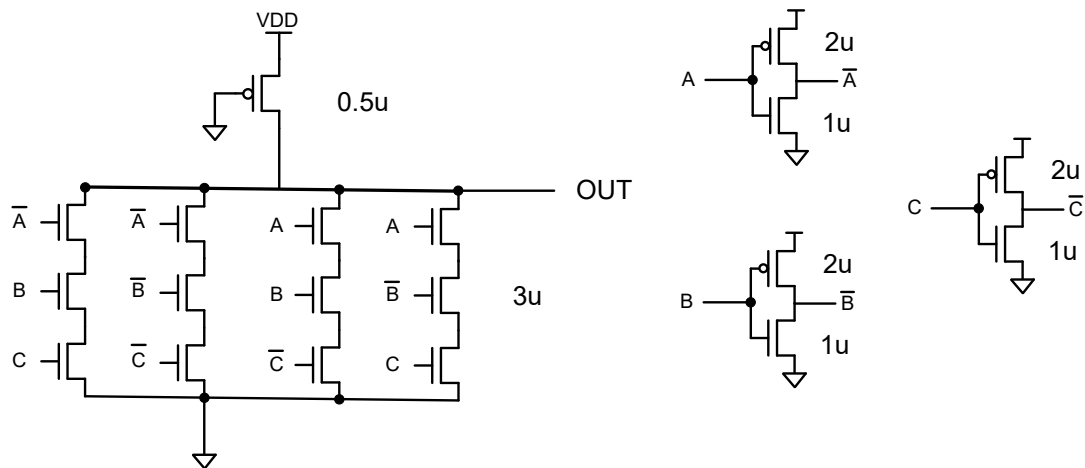 VDD
0.5u
OUT
A̅ A̅ A A
B B̅ B B̅
3u
C C̅ C̅ C
2u
A A̅
1u
2u
C C̅
1u
2u
B B̅
1u